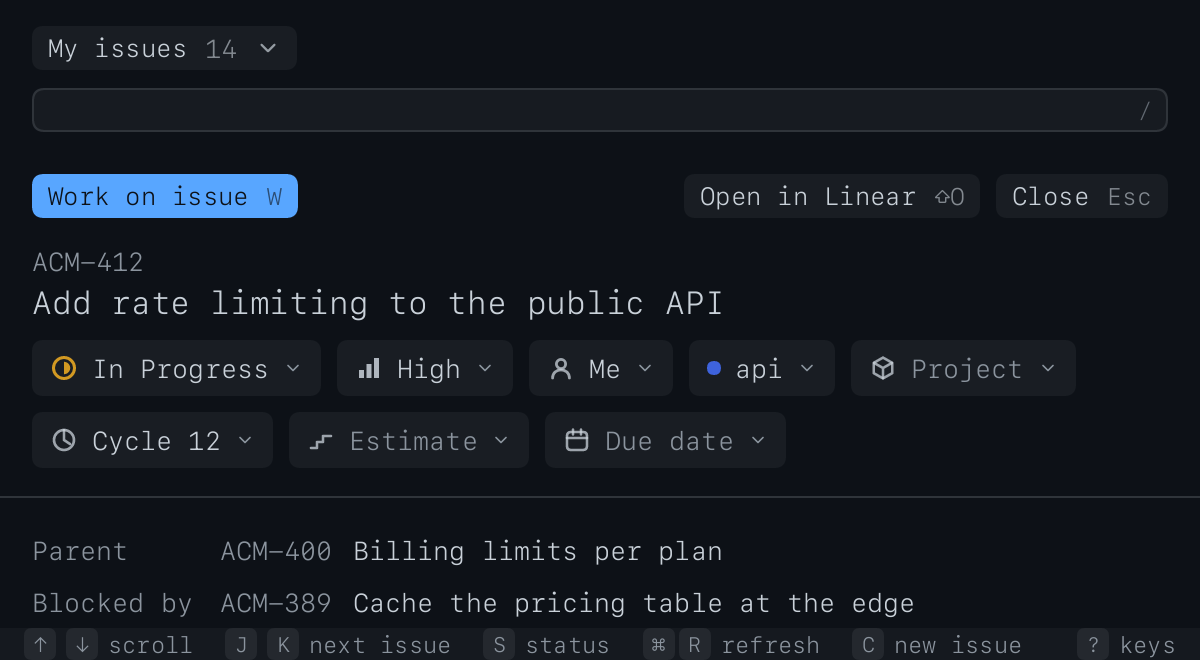 My issues 14
/
Work on issue W Open in Linear ⇧O Close Esc
ACM-412
Add rate limiting to the public API
In Progress High Me api Project
Cycle 12 Estimate Due date
Parent ACM-400 Billing limits per plan
Blocked by ACM-389 Cache the pricing table at the edge
↑ ↓ scroll J K next issue S status ⌘ R refresh C new issue ? keys